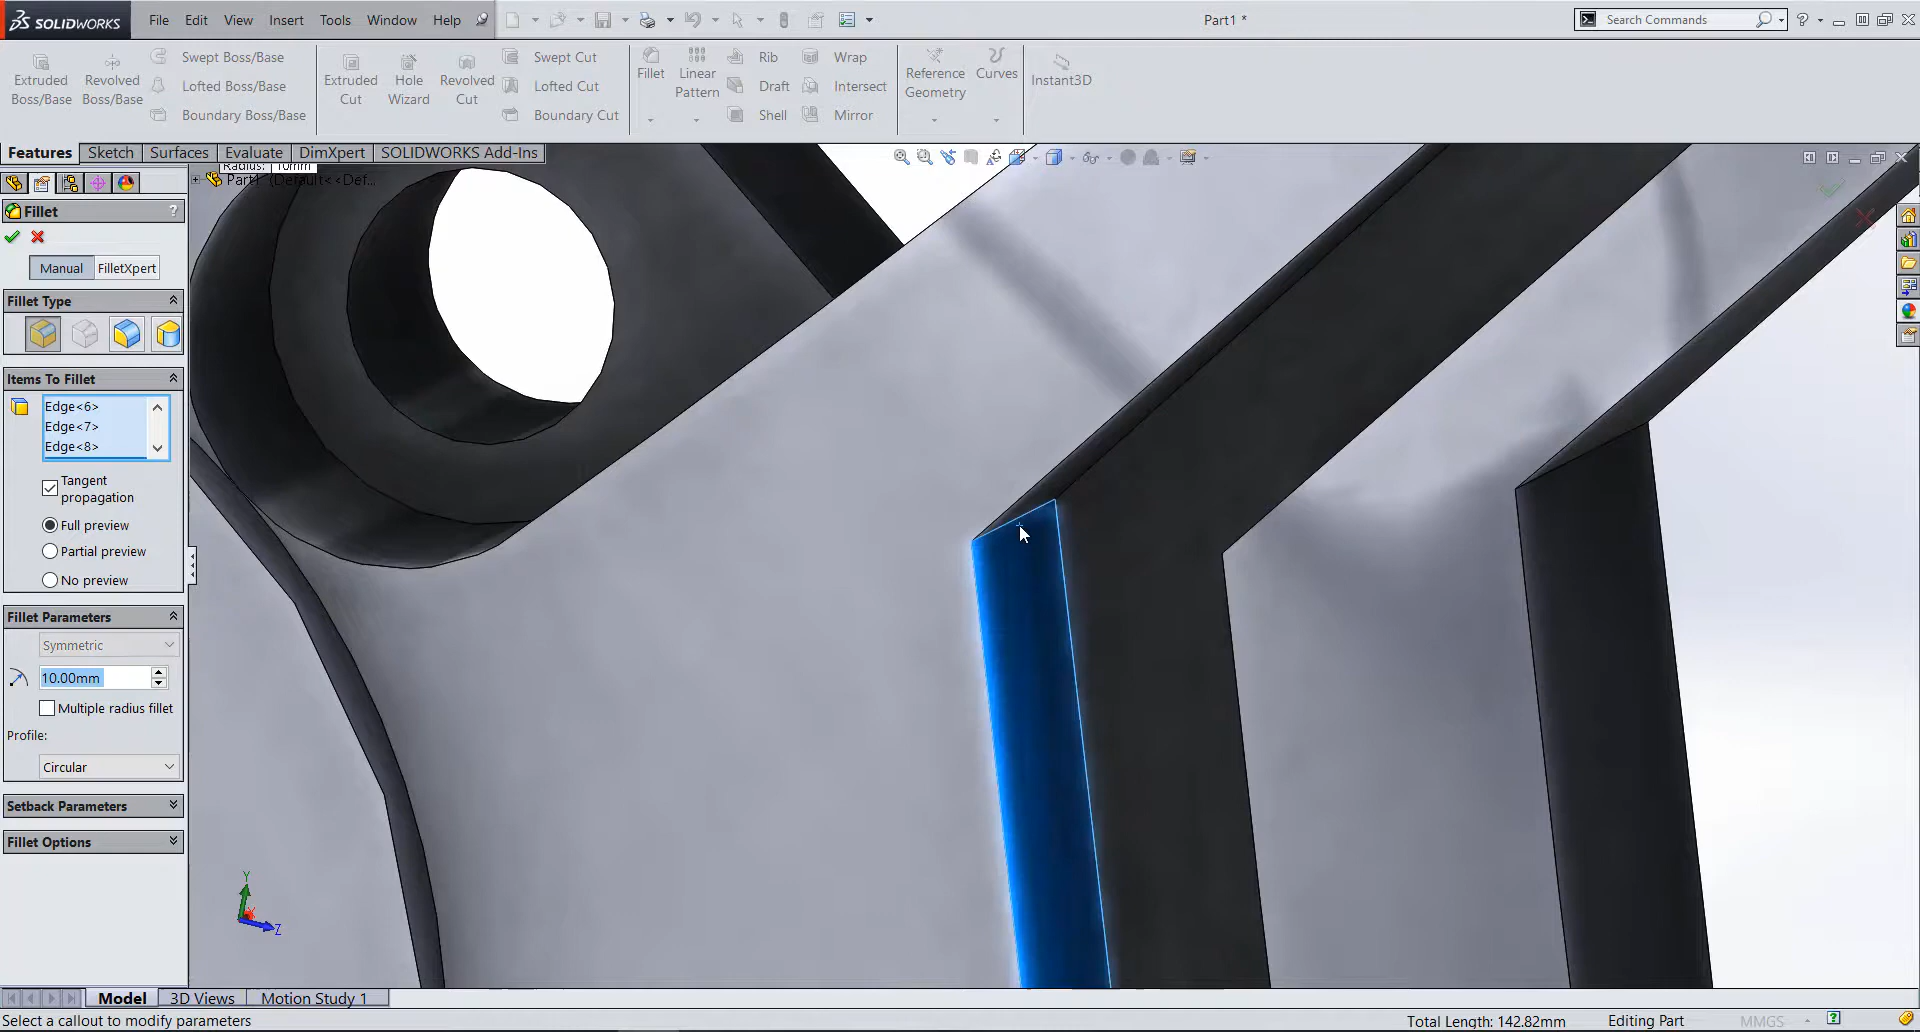 SOLIDWORKS File Edit View Insert Tools Window Help Part1 * Search Commands ?
Extruded Boss/Base
Revolved Boss/Base
Swept Boss/Base
Lofted Boss/Base
Boundary Boss/Base
Extruded Cut
Hole Wizard
Revolved Cut
Swept Cut
Lofted Cut
Boundary Cut
Fillet
Linear Pattern
Rib
Draft
Shell
Wrap
Intersect
Mirror
Reference Geometry
Curves
Instant3D
Features Sketch Surfaces Evaluate DimXpert SOLIDWORKS Add-Ins
Radius: 10mm
Part1 (Default<<Def...
Fillet ?
Manual FilletXpert
Fillet Type
Items To Fillet
Edge<6>
Edge<7>
Edge<8>
Tangent
propagation
Full preview
Partial preview
No preview
Fillet Parameters
Symmetric
10.00mm
Multiple radius fillet
Profile:
Circular
Setback Parameters
Fillet Options
Y
X
Z
Model 3D Views Motion Study 1
Select a callout to modify parameters Total Length: 142.82mm Editing Part MMGS ?